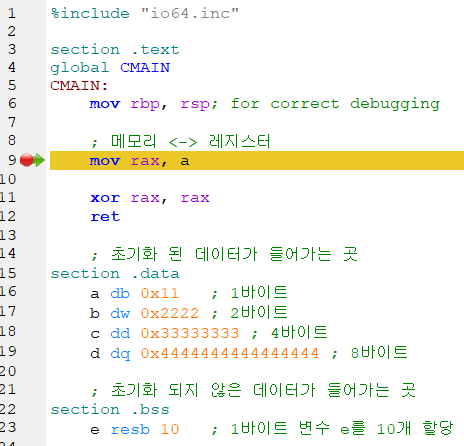 1 %include "io64.inc"
2
3 section .text
4 global CMAIN
5 CMAIN:
6 mov rbp, rsp; for correct debugging
7
8 ; 메모리 <-> 레지스터
9 mov rax, a
10
11 xor rax, rax
12 ret
13
14 ; 초기화 된 데이터가 들어가는 곳
15 section .data
16 a db 0x11 ; 1바이트
17 b dw 0x2222 ; 2바이트
18 c dd 0x33333333 ; 4바이트
19 d dq 0x4444444444444444 ; 8바이트
20
21 ; 초기화 되지 않은 데이터가 들어가는 곳
22 section .bss
23 e resb 10 ; 1바이트 변수 e를 10개 할당